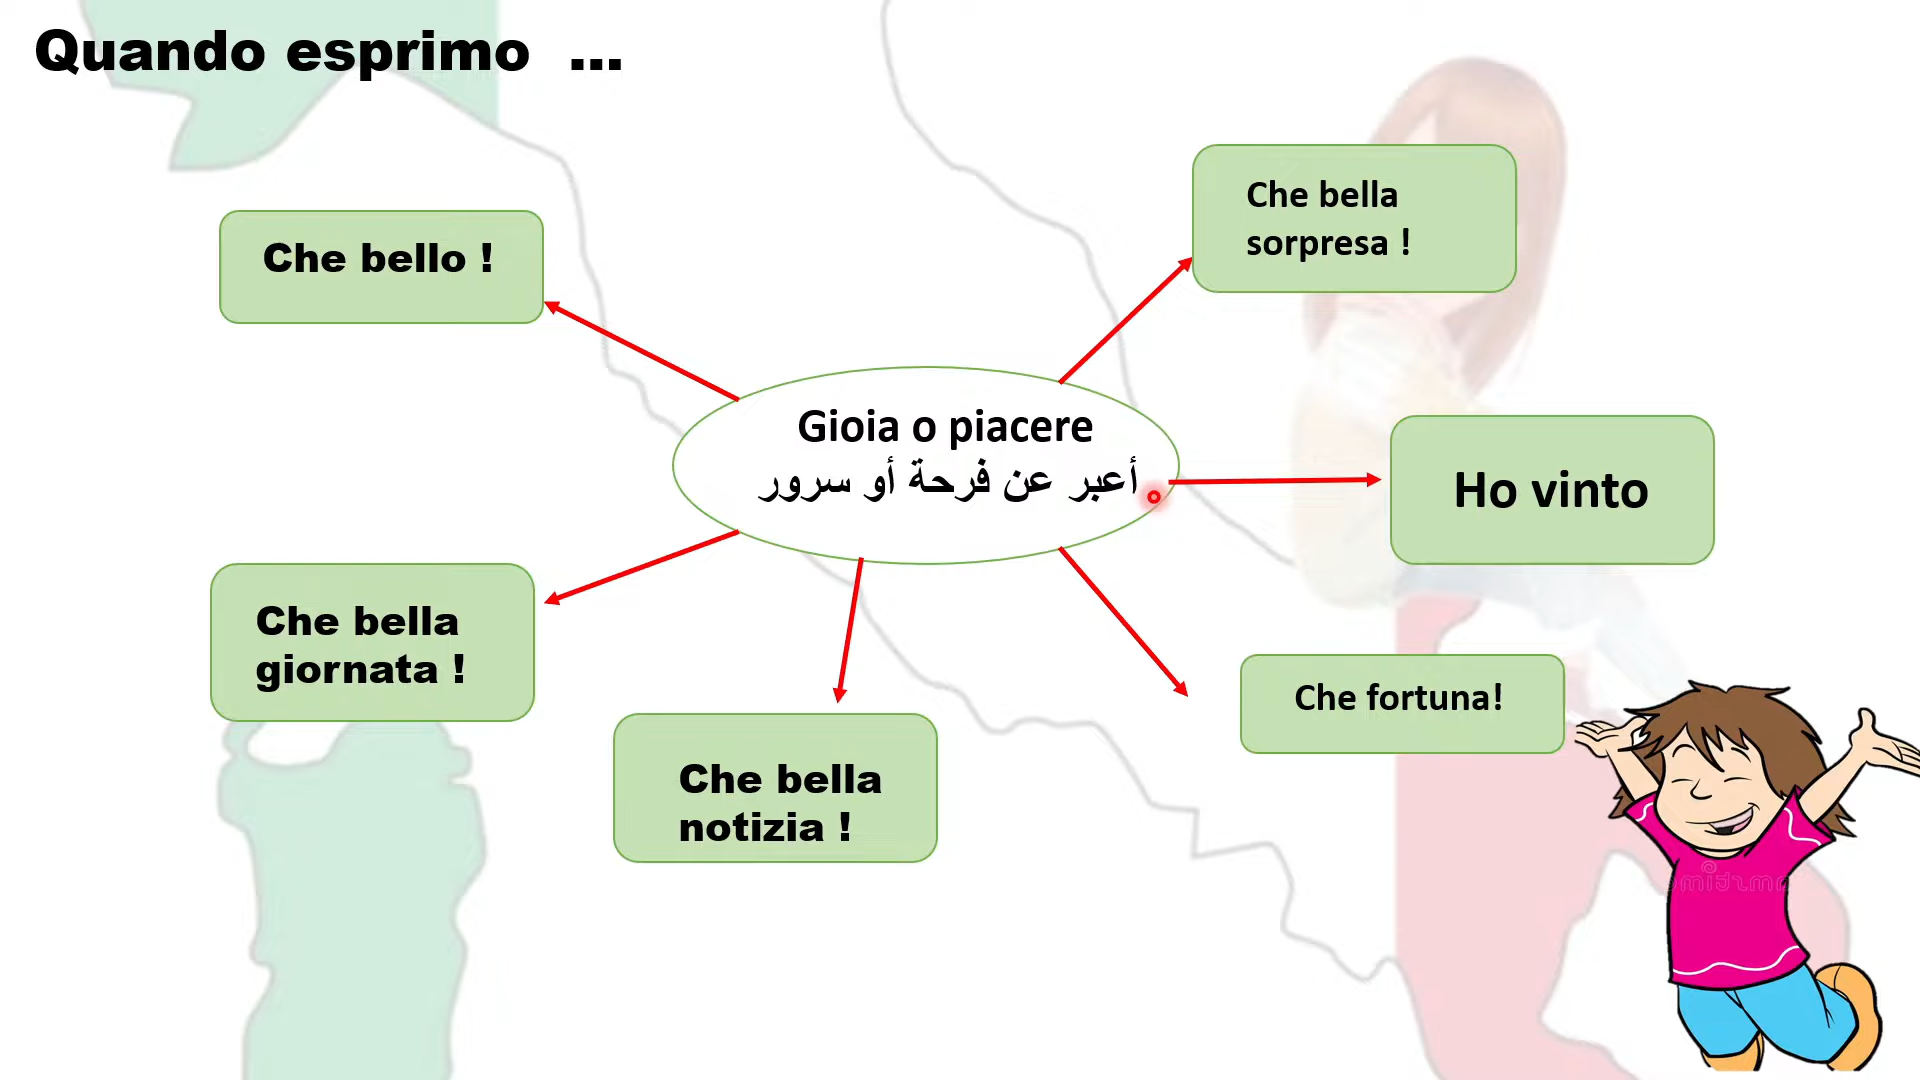 Quando esprimo ...
Che bella
sorpresa !
Che bello !
Gioia o piacere
أعبر عن فرحة أو سرور
Ho vinto
Che bella
giornata !
Che fortuna!
Che bella
notizia !